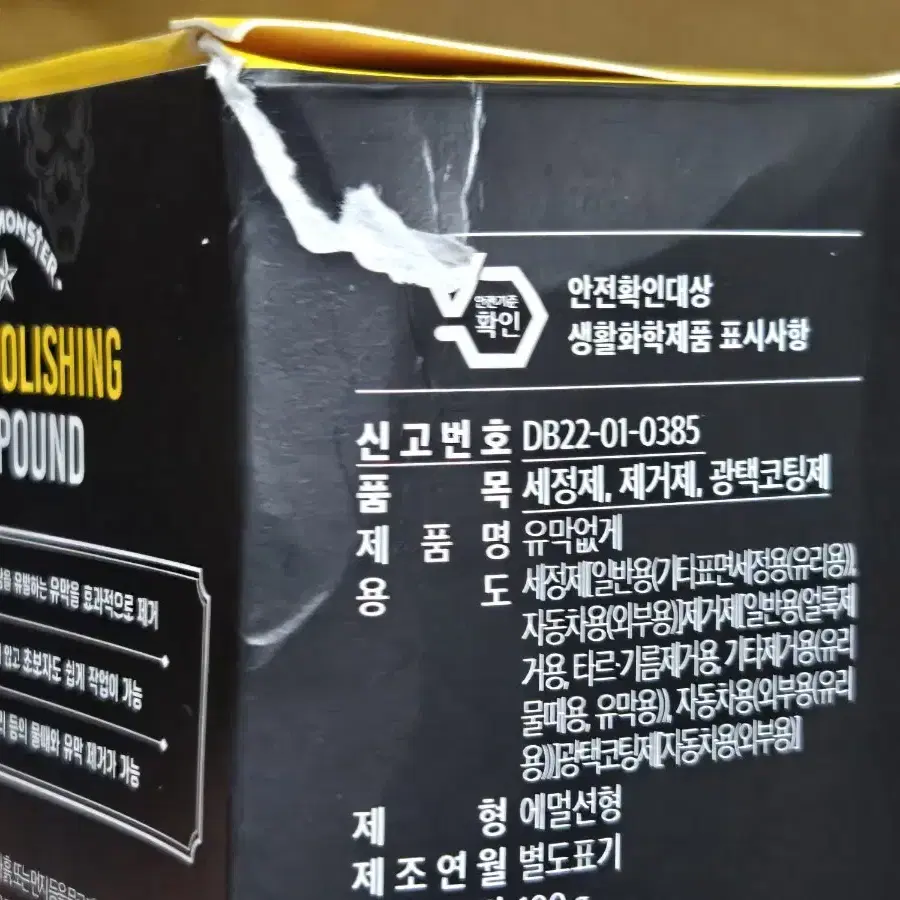 MONSTER
OLISHING
POUND
유발하는 유막을 효과적으로 제거
않고 초보자도 쉽게 작업이 가능
등의 물때와 유막 제거가 가능
안전기준
확인
안전확인대상
생활화학제품 표시사항
신고번호 DB22-01-0385
품 목 세정제, 제거제, 광택코팅제
제 품 명 유막없게
용 도 세정제[일반용(기타표면세정용(유리용)),
자동차용(외부용)]제거제[일반용(얼룩제
거용, 타르·기름제거용, 기타제거용(유리
물때용, 유막용)), 자동차용(외부용(유리
용))]광택코팅제[자동차용(외부용)]
제 형 에멀션형
제조연월 별도표기